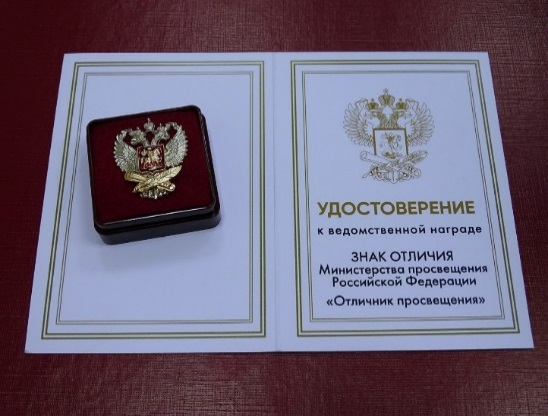 УДОСТОВЕРЕНИЕ
к ведомственной награде
ЗНАК ОТЛИЧИЯ
Министерства просвещения
Российской Федерации
«Отличник просвещения»